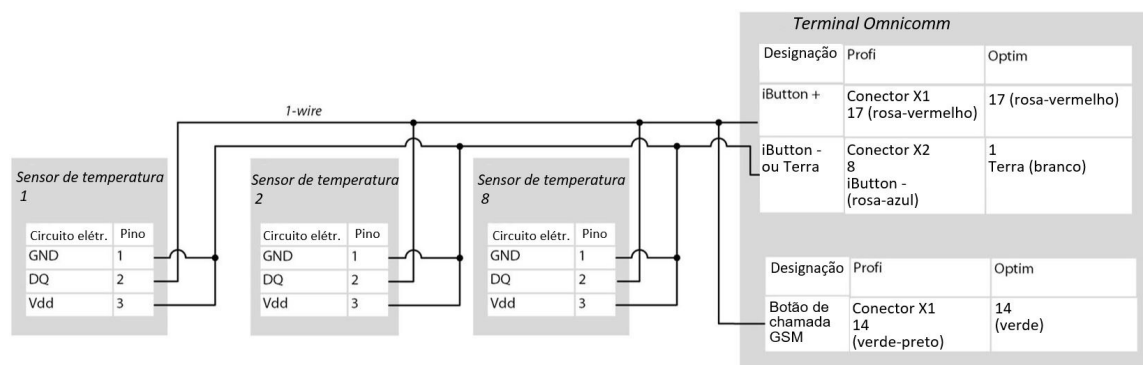 Terminal Omnicomm
Designação Profi Optim
iButton + Conector X1 17 (rosa-vermelho)
17 (rosa-vermelho)
iButton - Conector X2 1
ou Terra 8 Terra (branco)
iButton -
(rosa-azul)
1-wire
Sensor de temperatura
1
Circuito elétr. Pino
GND 1
DQ 2
Vdd 3
Sensor de temperatura
2
Circuito elétr. Pino
GND 1
DQ 2
Vdd 3
Sensor de temperatura
8
Circuito elétr. Pino
GND 1
DQ 2
Vdd 3
Designação Profi Optim
Botão de Conector X1 14
chamada 14 (verde)
GSM (verde-preto)